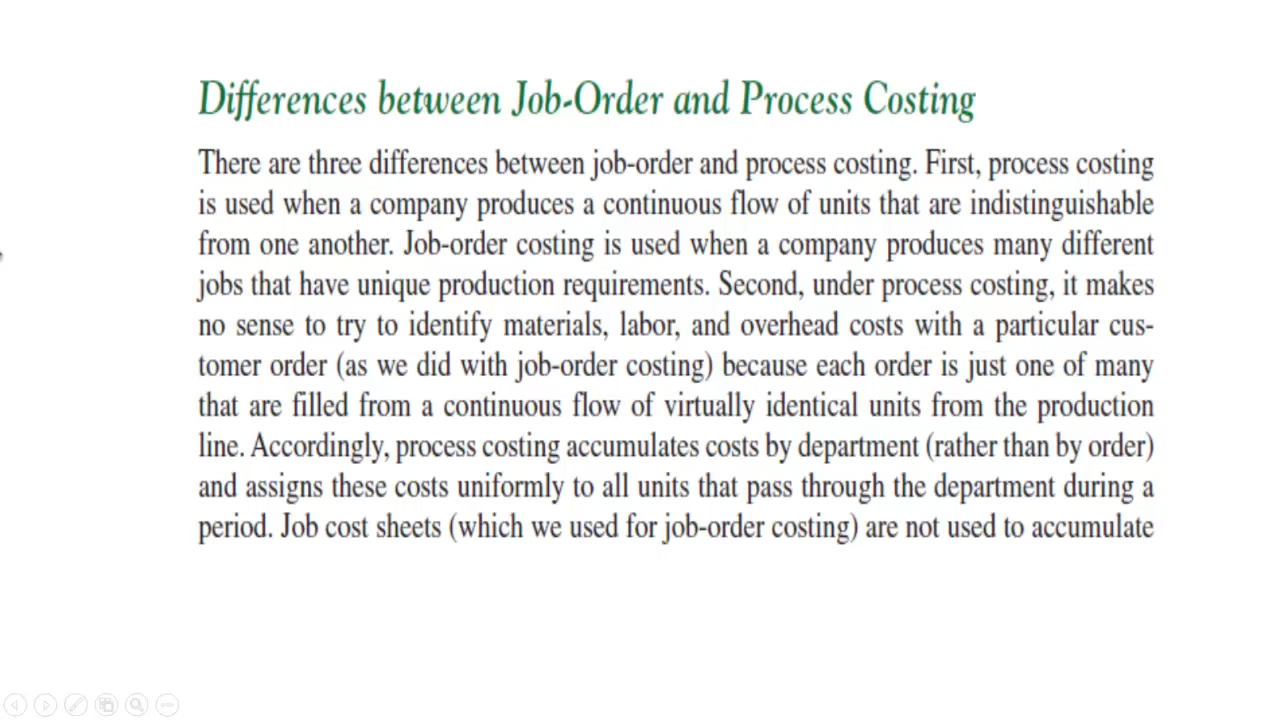 Differences between Job-Order and Process Costing
There are three differences between job-order and process costing. First, process costing
is used when a company produces a continuous flow of units that are indistinguishable
from one another. Job-order costing is used when a company produces many different
jobs that have unique production requirements. Second, under process costing, it makes
no sense to try to identify materials, labor, and overhead costs with a particular cus-
tomer order (as we did with job-order costing) because each order is just one of many
that are filled from a continuous flow of virtually identical units from the production
line. Accordingly, process costing accumulates costs by department (rather than by order)
and assigns these costs uniformly to all units that pass through the department during a
period. Job cost sheets (which we used for job-order costing) are not used to accumulate